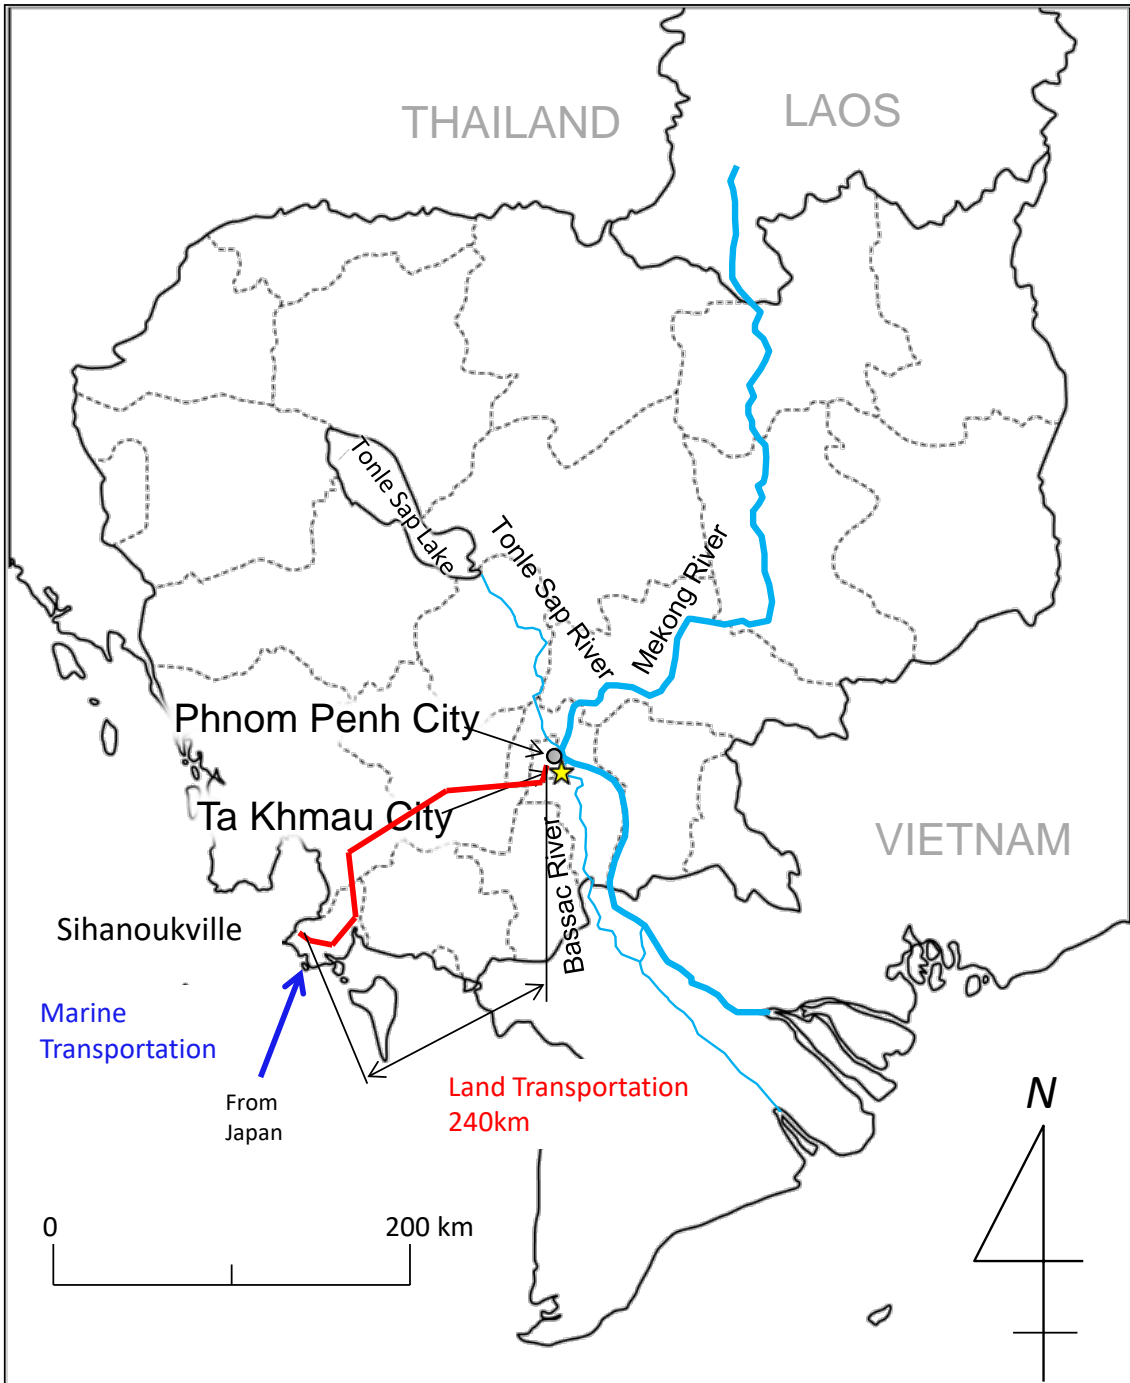 THAILAND
LAOS
Tonle Sap Lake
Tonle Sap River
Mekong River
Phnom Penh City
Ta Khmau City
Bassac River
VIETNAM
Sihanoukville
Marine
Transportation
From
Japan
Land Transportation
240km
N
0
200 km